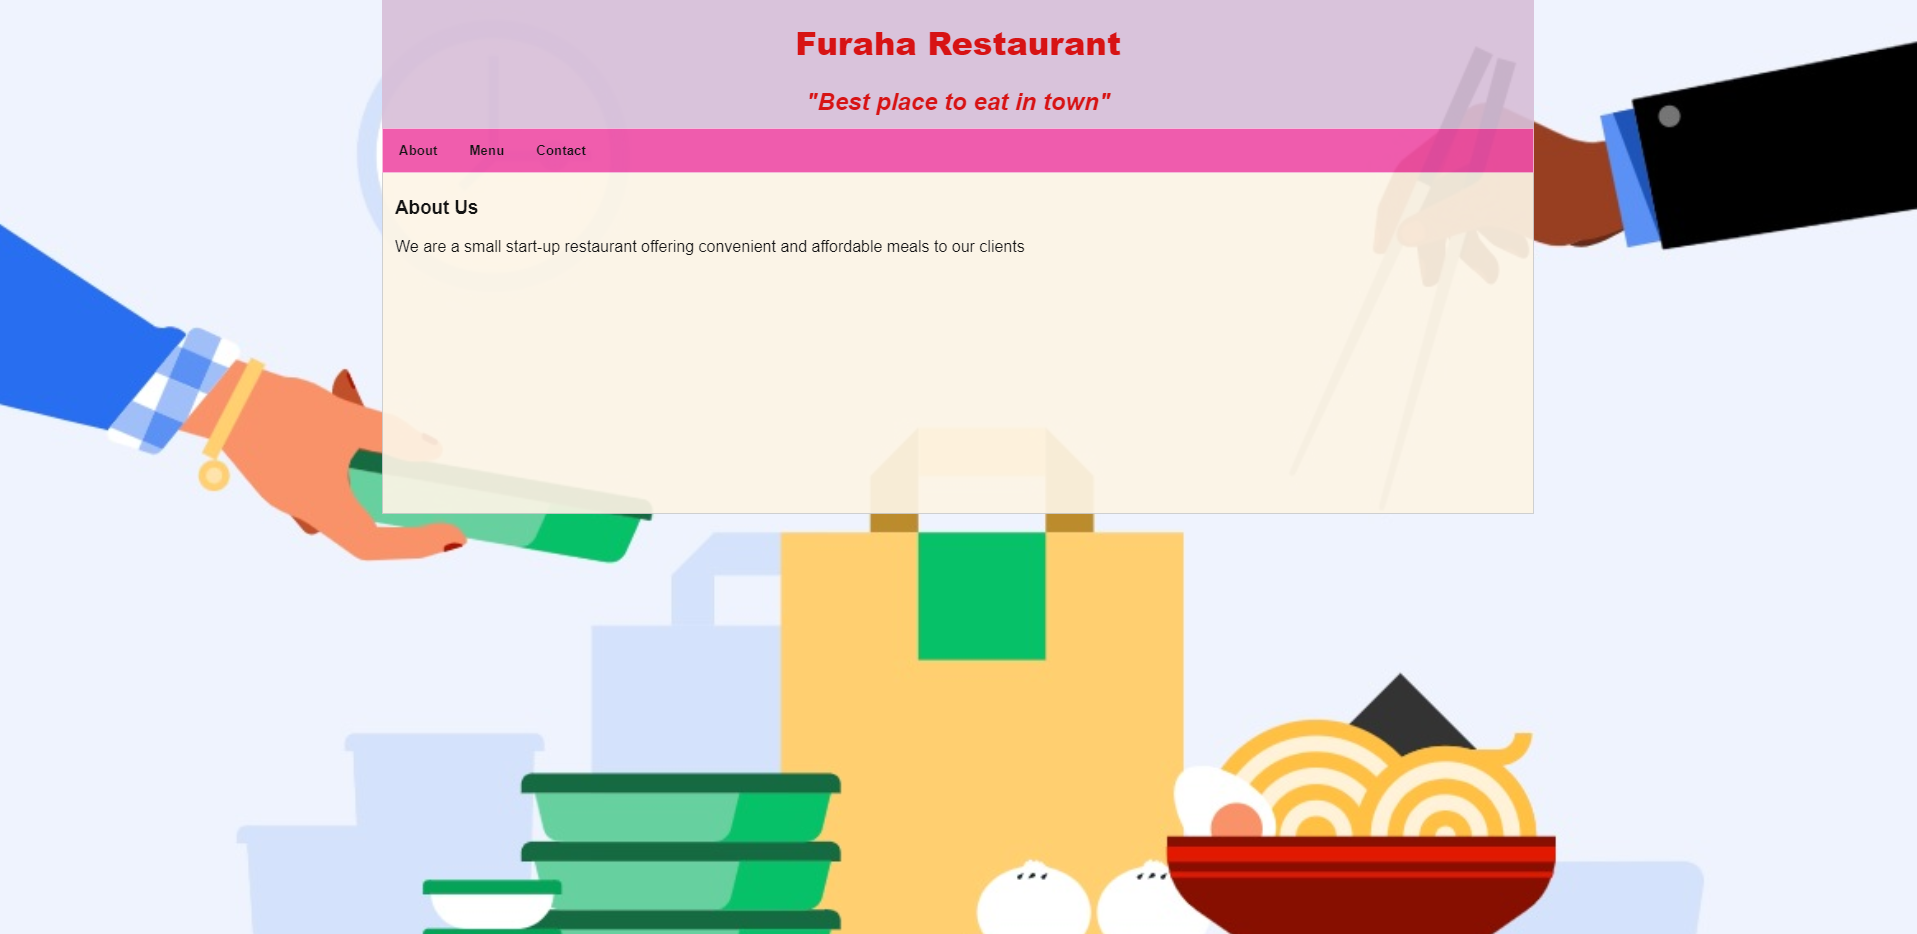 Furaha Restaurant
"Best place to eat in town"
About Menu Contact
About Us
We are a small start-up restaurant offering convenient and affordable meals to our clients